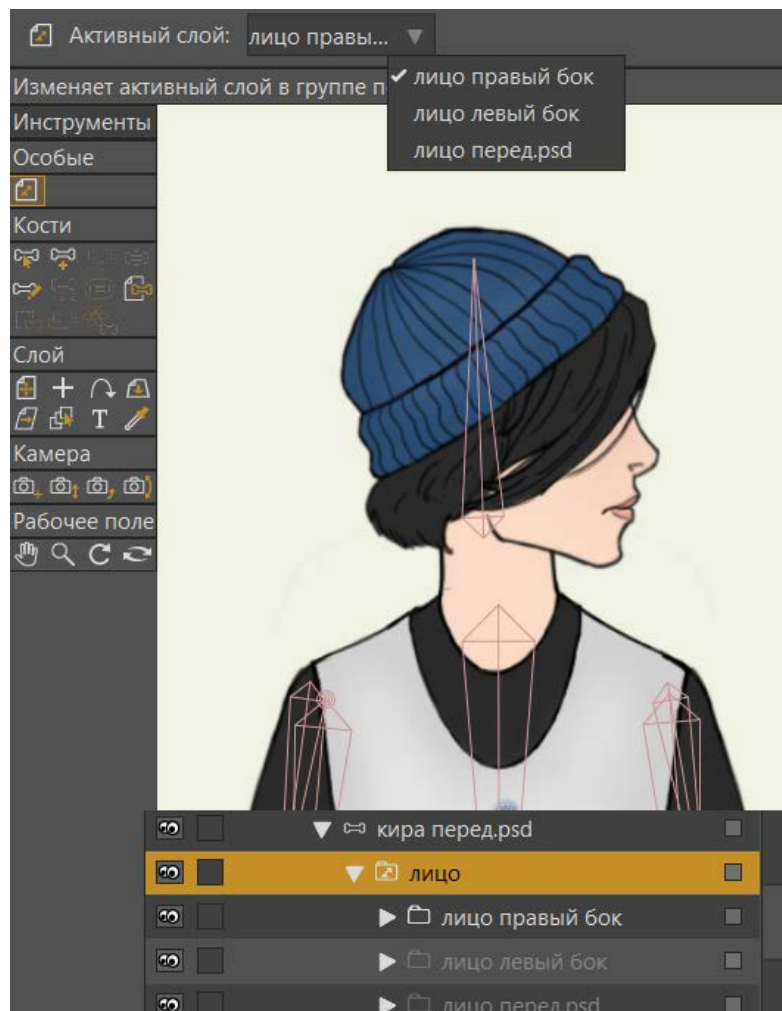 Активный слой: лицо правы...
Изменяет активный слой в группе п
лицо правый бок
лицо левый бок
лицо перед.psd
Инструменты
Особые
Кости
Слой
T
Камера
Рабочее поле
кира перед.psd
лицо
лицо правый бок
лицо левый бок
лицо перед.psd